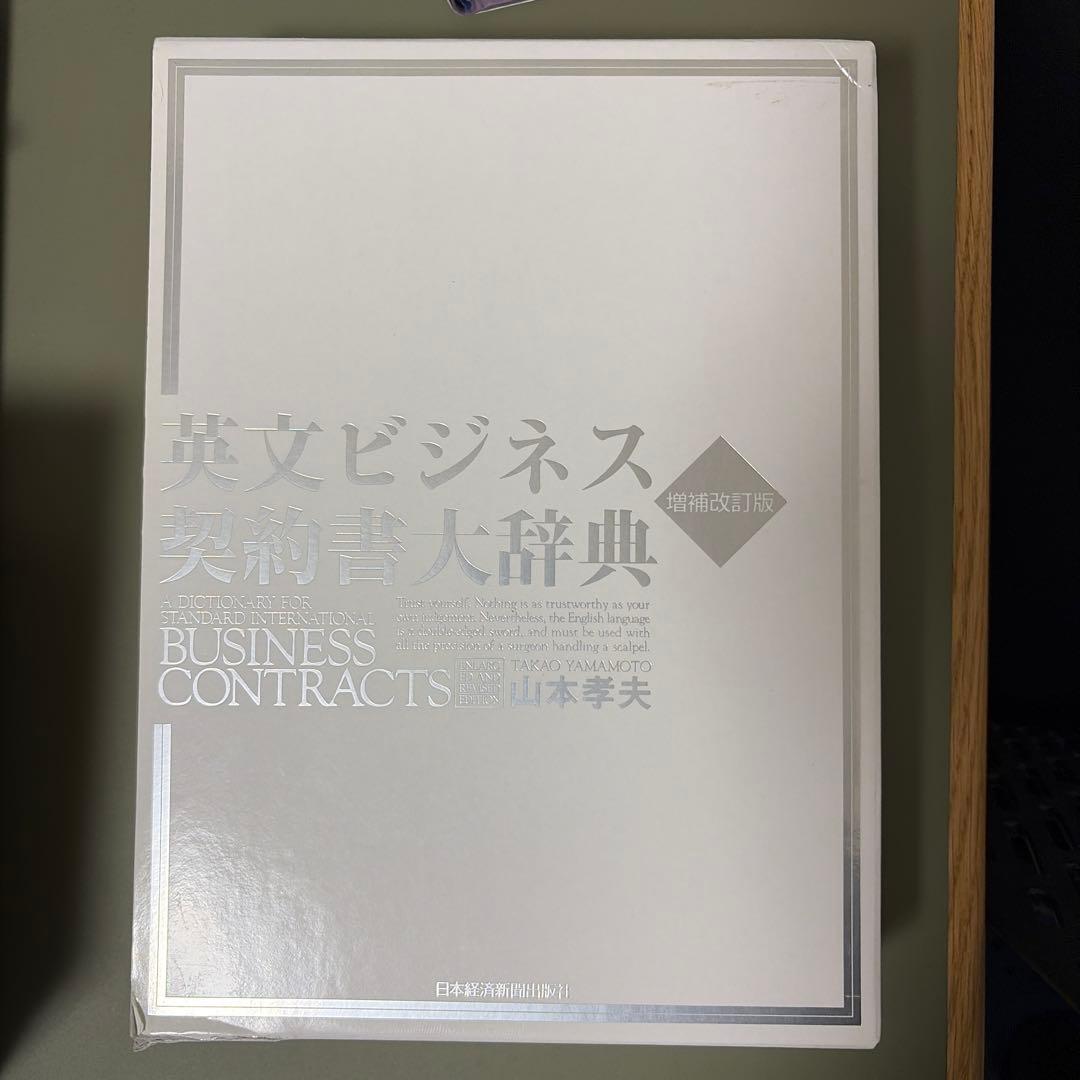 英文ビジネス
契約書大辞典
増補改訂版
A DICTIONARY FOR
STANDARD INTERNATIONAL
BUSINESS
CONTRACTS
ENLARG
ED AND
REVISED
EDITION
Trust yourself. Nothing is as trustworthy as your
own judgement. Nevertheless, the English language
is a double-edged sword, and must be used with
all the precision of a surgeon handling a scalpel.
TAKAO YAMAMOTO
山本孝夫
日本経済新聞出版社